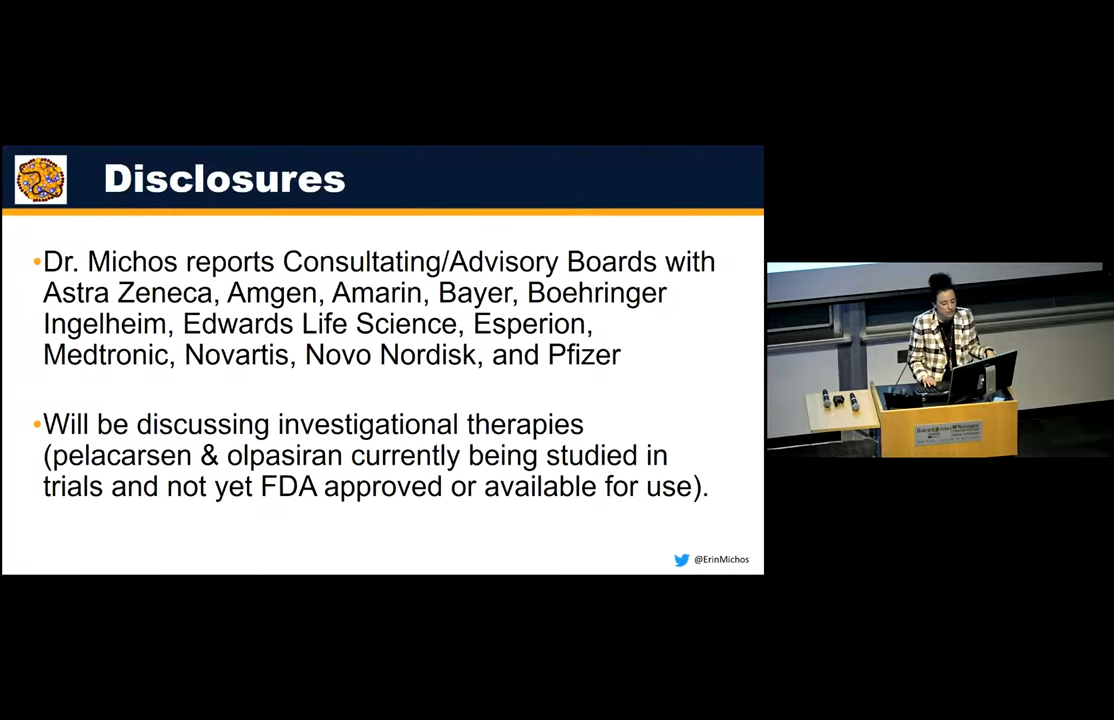 Disclosures
•Dr. Michos reports Consultating/Advisory Boards with
Astra Zeneca, Amgen, Amarin, Bayer, Boehringer
Ingelheim, Edwards Life Science, Esperion,
Medtronic, Novartis, Novo Nordisk, and Pfizer
•Will be discussing investigational therapies
(pelacarsen & olpasiran currently being studied in
trials and not yet FDA approved or available for use).
@ErinMichos